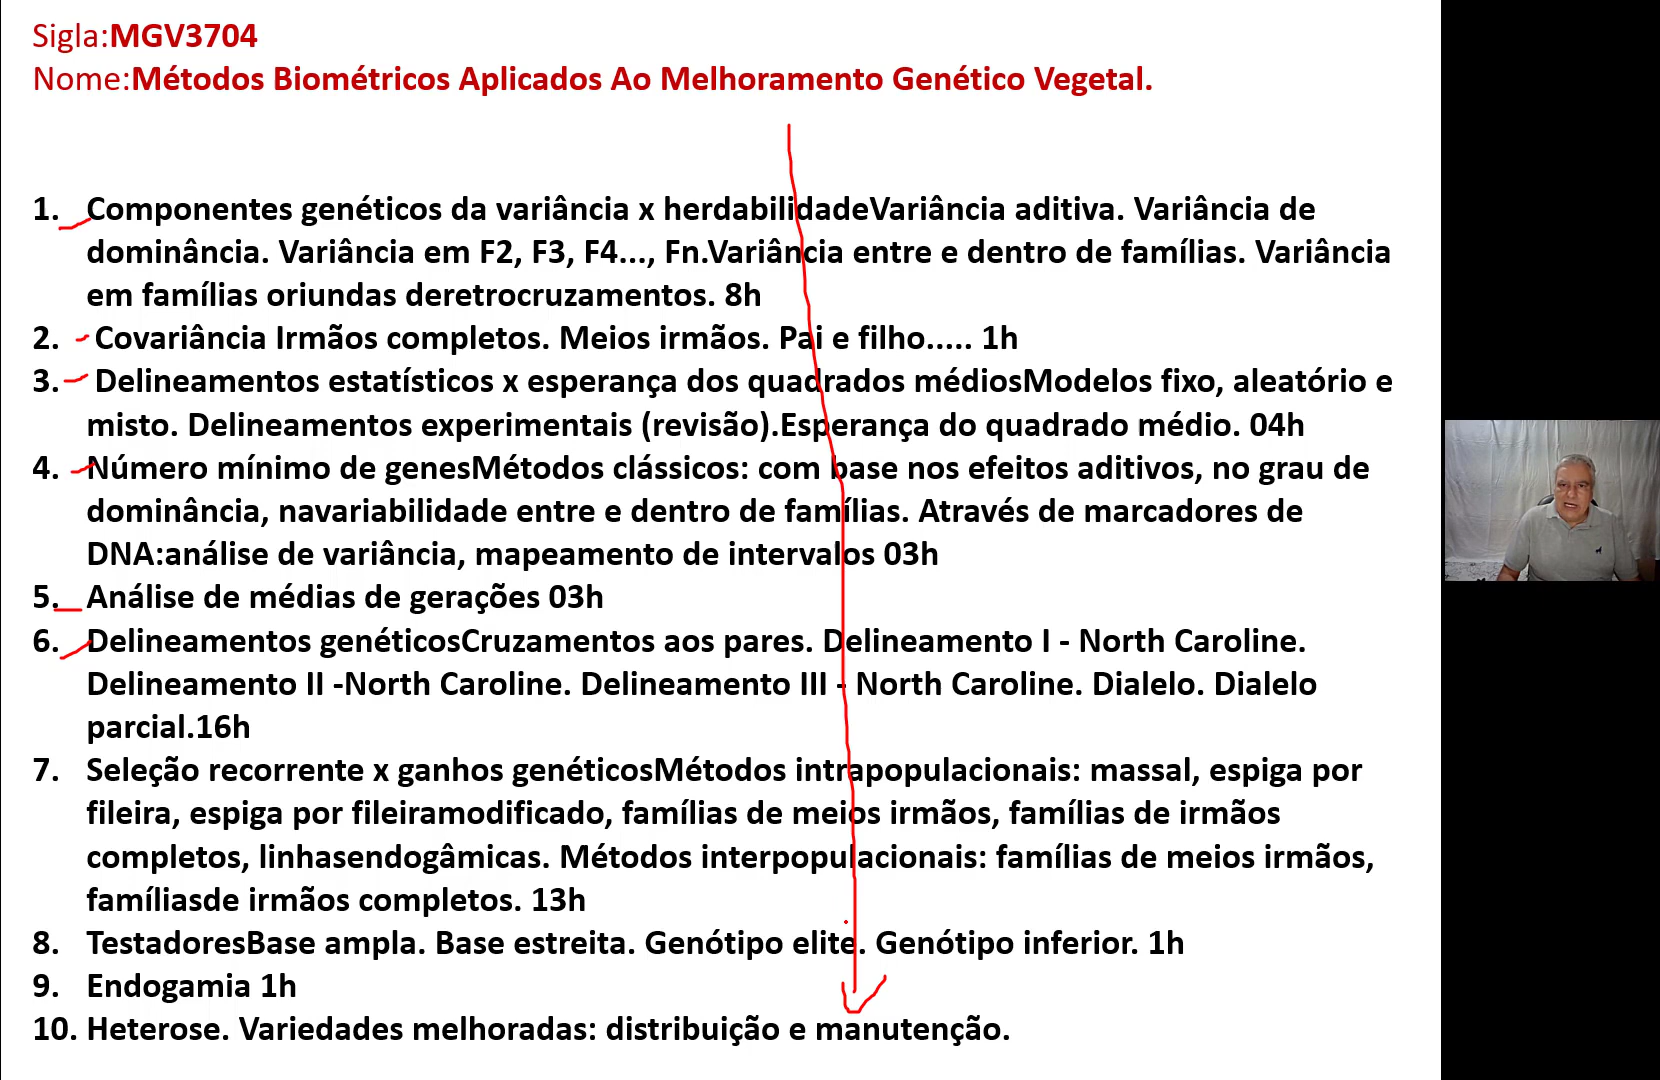 Sigla:MGV3704
Nome:Métodos Biométricos Aplicados Ao Melhoramento Genético Vegetal.
1. Componentes genéticos da variância x herdabilidadeVariância aditiva. Variância de
dominância. Variância em F2, F3, F4..., Fn.Variância entre e dentro de famílias. Variância
em famílias oriundas deretrocruzamentos. 8h
2. Covariância Irmãos completos. Meios irmãos. Pai e filho..... 1h
3. Delineamentos estatísticos x esperança dos quadrados médiosModelos fixo, aleatório e
misto. Delineamentos experimentais (revisão).Esperança do quadrado médio. 04h
4. Número mínimo de genesMétodos clássicos: com base nos efeitos aditivos, no grau de
dominância, navariabilidade entre e dentro de famílias. Através de marcadores de
DNA:análise de variância, mapeamento de intervalos 03h
5. Análise de médias de gerações 03h
6. Delineamentos genéticosCruzamentos aos pares. Delineamento I - North Caroline.
Delineamento II -North Caroline. Delineamento III - North Caroline. Dialelo. Dialelo
parcial.16h
7. Seleção recorrente x ganhos genéticosMétodos intrapopulacionais: massal, espiga por
fileira, espiga por fileiramodificado, famílias de meios irmãos, famílias de irmãos
completos, linhasendogâmicas. Métodos interpopulacionais: famílias de meios irmãos,
famíliasde irmãos completos. 13h
8. TestadoresBase ampla. Base estreita. Genótipo elite. Genótipo inferior. 1h
9. Endogamia 1h
10. Heterose. Variedades melhoradas: distribuição e manutenção.